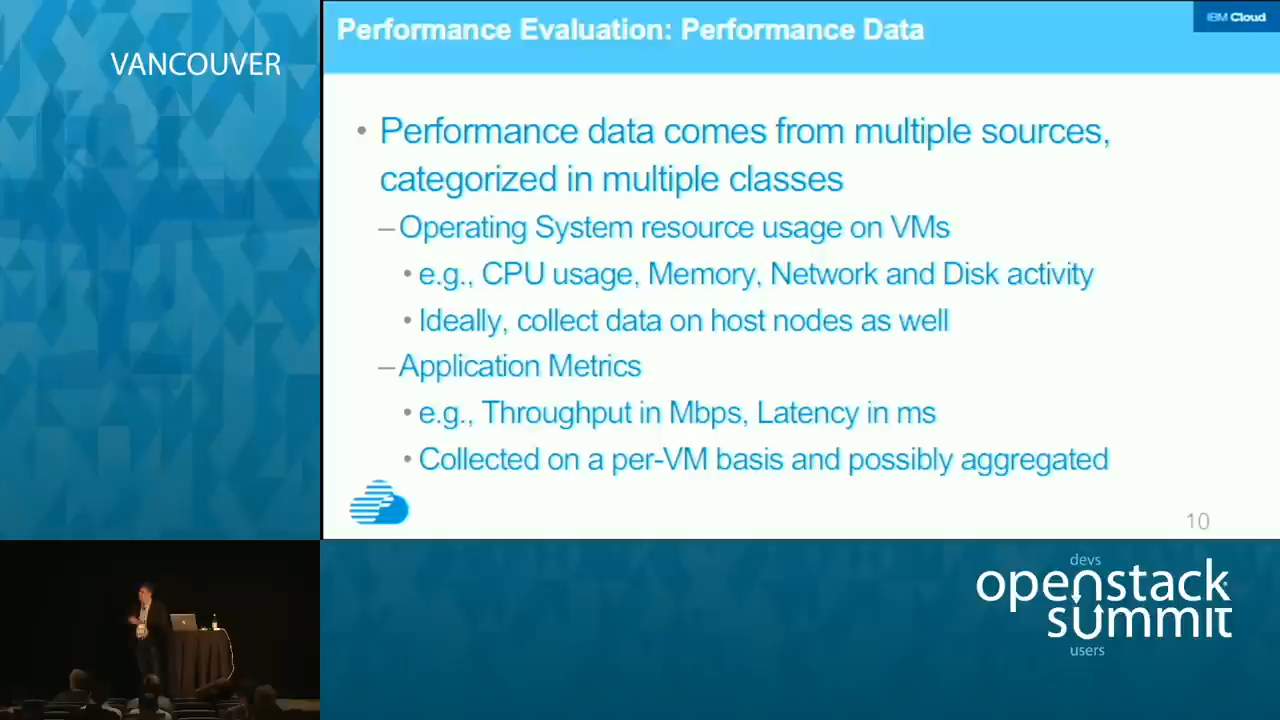 VANCOUVER
Performance Evaluation: Performance Data
IBM Cloud
• Performance data comes from multiple sources,
categorized in multiple classes
–Operating System resource usage on VMs
• e.g., CPU usage, Memory, Network and Disk activity
• Ideally, collect data on host nodes as well
–Application Metrics
• e.g., Throughput in Mbps, Latency in ms
• Collected on a per-VM basis and possibly aggregated
10
devs
openstack
summit
users